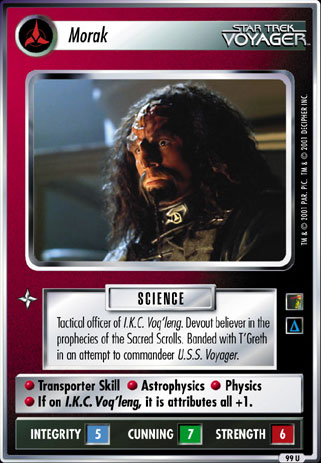 Morak
STAR TREK
VOYAGER
TM & © 2001 PAR. PIC. TM & © 2001 DECIPHER INC.
SCIENCE
Tactical officer of I.K.C. Voq'leng. Devout believer in the
prophecies of the Sacred Scrolls. Banded with T'Greth
in an attempt to commandeer U.S.S. Voyager.
Transporter Skill Astrophysics Physics
If on I.K.C. Voq'leng, it is attributes all +1.
INTEGRITY 5 CUNNING 7 STRENGTH 6
99 U